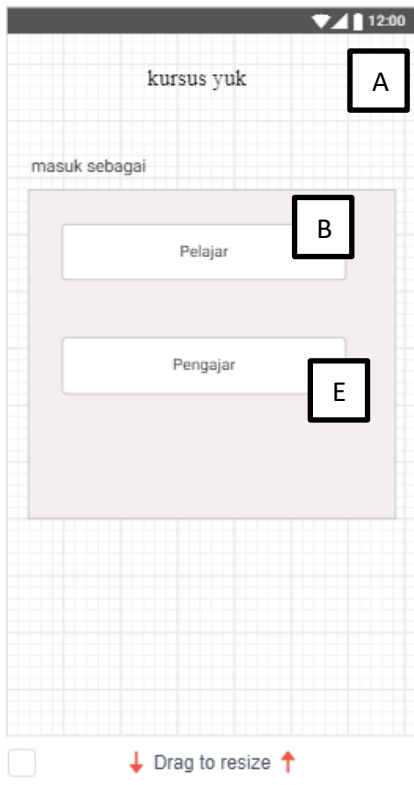 12:00
kursus yuk
A
masuk sebagai
B
Pelajar
Pengajar
E
Drag to resize